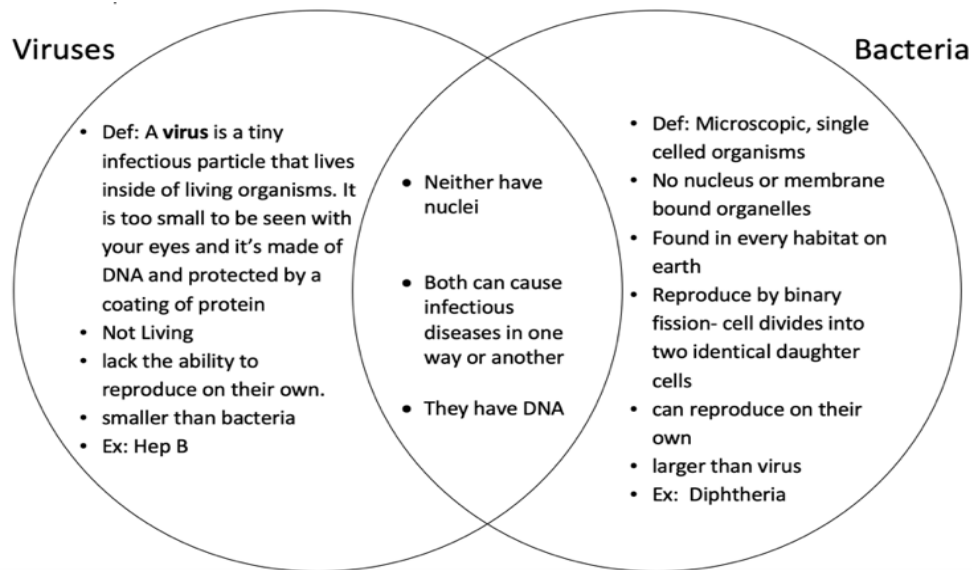 Viruses
Bacteria
• Def: A virus is a tiny
infectious particle that lives
inside of living organisms. It
is too small to be seen with
your eyes and it's made of
DNA and protected by a
coating of protein
• Not Living
• lack the ability to
reproduce on their own.
• smaller than bacteria
• Ex: Hep B
• Neither have
nuclei
• Both can cause
infectious
diseases in one
way or another
• They have DNA
• Def: Microscopic, single
celled organisms
• No nucleus or membrane
bound organelles
• Found in every habitat on
earth
• Reproduce by binary
fission- cell divides into
two identical daughter
cells
• can reproduce on their
own
• larger than virus
• Ex: Diphtheria